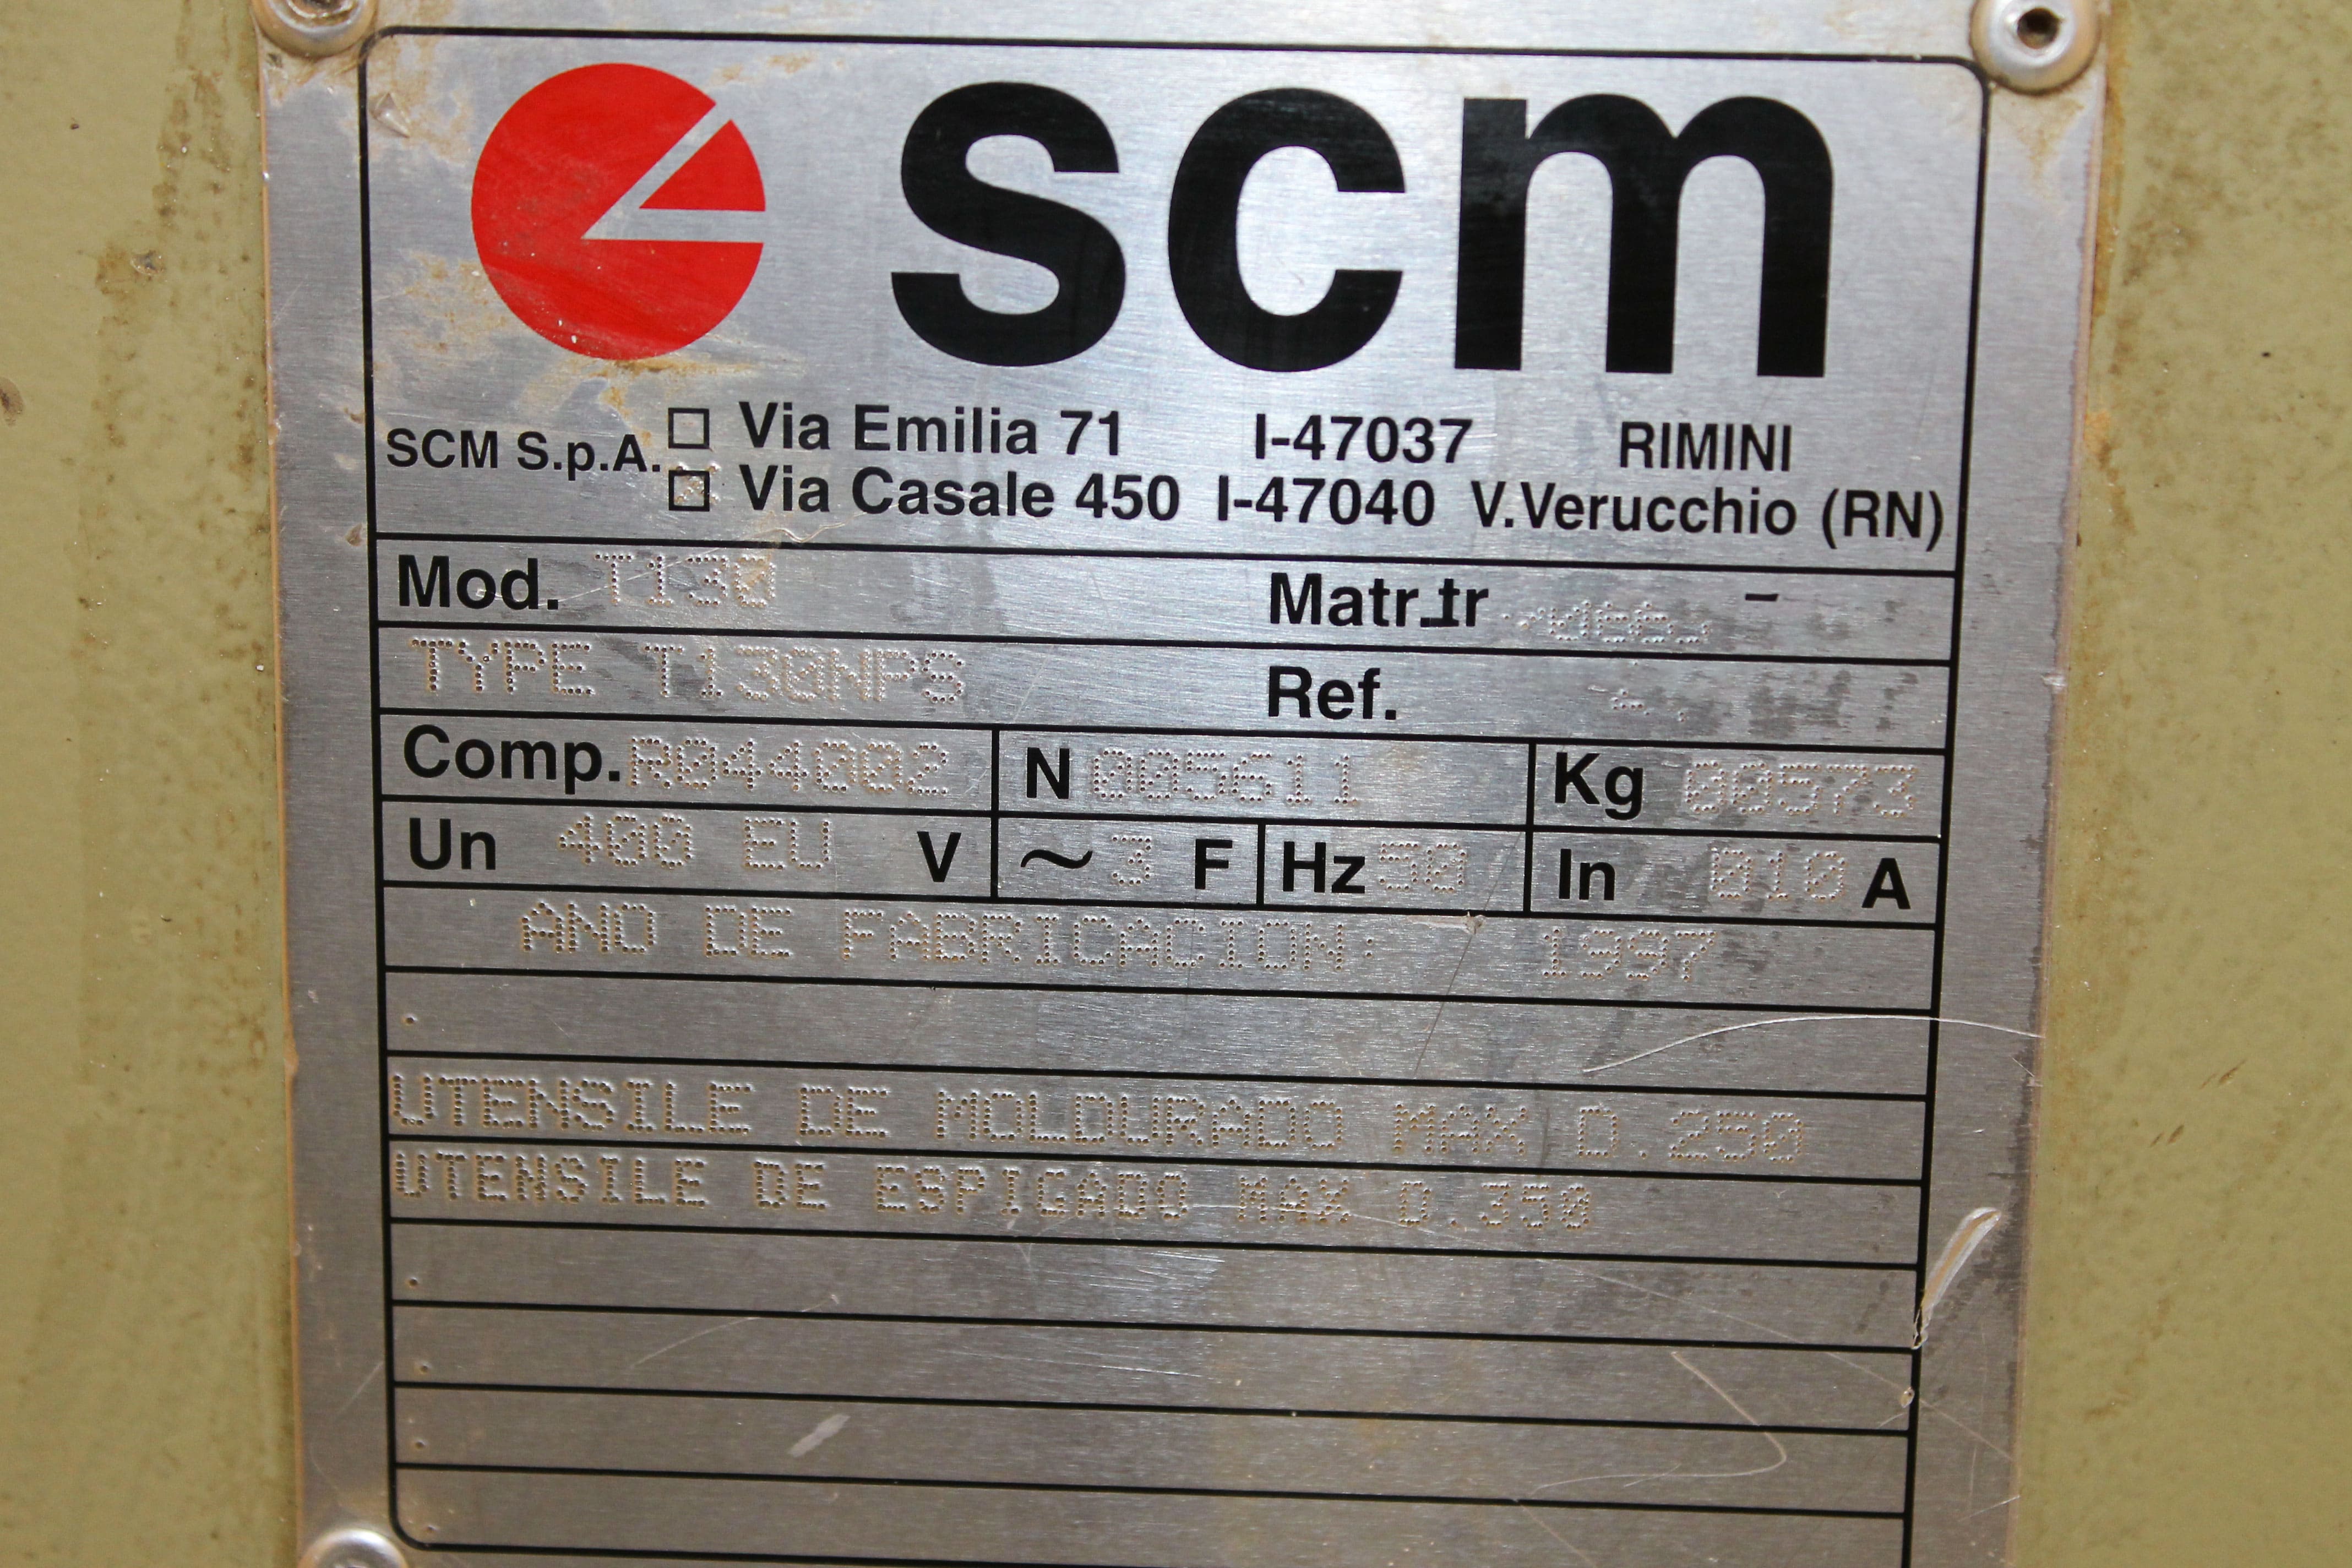 scm
SCM S.p.A. Via Emilia 71 I-47037 RIMINI
Via Casale 450 I-47040 V.Verucchio (RN)
Mod. T130 Matr.
TYPE T130NPS Ref.
Comp. R044002 N 005611 Kg 00573
Un 400 EU V ~ 3 F Hz 50 In 010 A
ANO DE FABRICACION: 1997
.
UTENSILE DE MOLDURADO MAX D.250
UTENSILE DE ESPIGADO MAX D.350
.
.
.
.